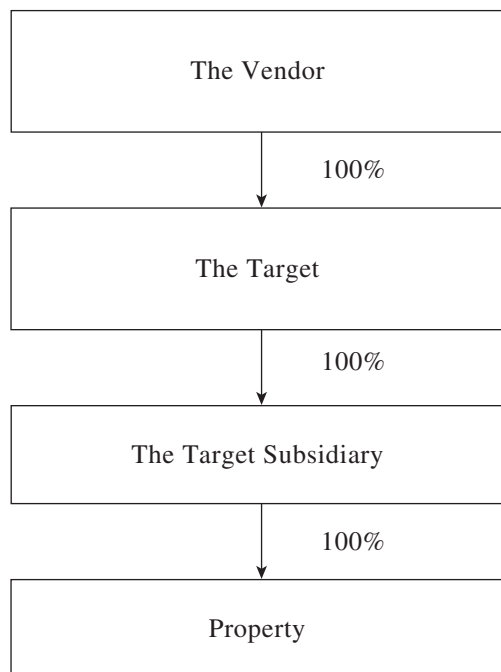 The Vendor
100%
The Target
100%
The Target Subsidiary
100%
Property